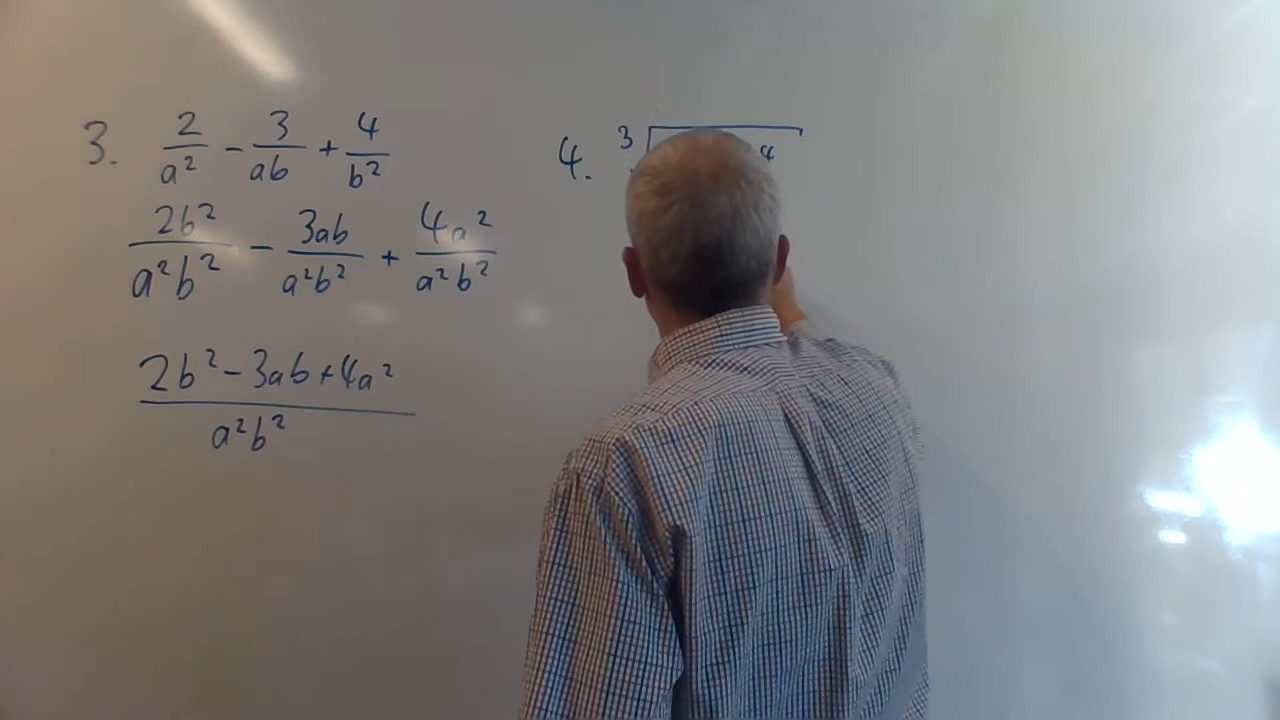 3. 2/a² - 3/ab + 4/b²
2b²/a²b² - 3ab/a²b² + 4a²/a²b²
2b² - 3ab + 4a²/a²b²
4. ³√ 4